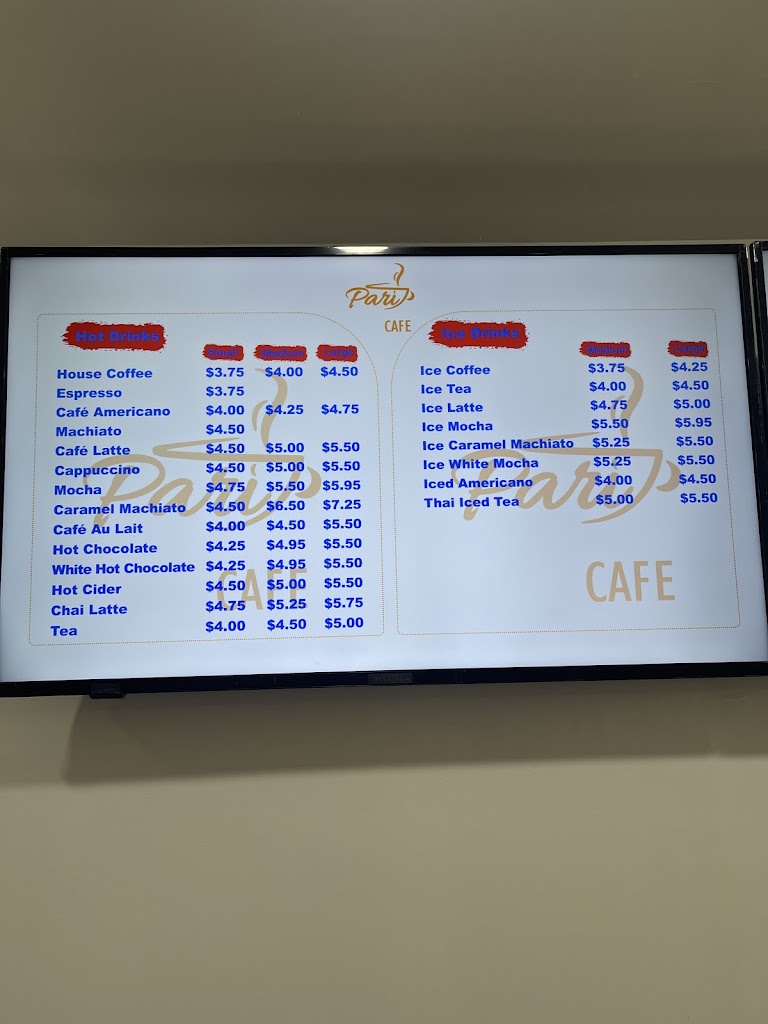 Pari
CAFE
Hot Drinks
Small Medium Large
House Coffee $3.75 $4.00 $4.50
Espresso $3.75
Café Americano $4.00 $4.25 $4.75
Machiato $4.50
Café Latte $4.50 $5.00 $5.50
Cappuccino $4.50 $5.00 $5.50
Mocha $4.75 $5.50 $5.95
Caramel Machiato $4.50 $6.50 $7.25
Café Au Lait $4.00 $4.50 $5.50
Hot Chocolate $4.25 $4.95 $5.50
White Hot Chocolate $4.25 $4.95 $5.50
Hot Cider $4.50 $5.00 $5.50
Chai Latte $4.75 $5.25 $5.75
Tea $4.00 $4.50 $5.00
Pari
CAFE
Ice Drinks
Medium Large
Ice Coffee $3.75 $4.25
Ice Tea $4.00 $4.50
Ice Latte $4.75 $5.00
Ice Mocha $5.50 $5.95
Ice Caramel Machiato $5.25 $5.50
Ice White Mocha $5.25 $5.50
Iced Americano $4.00 $4.50
Thai Iced Tea $5.00 $5.50
Pari
CAFE